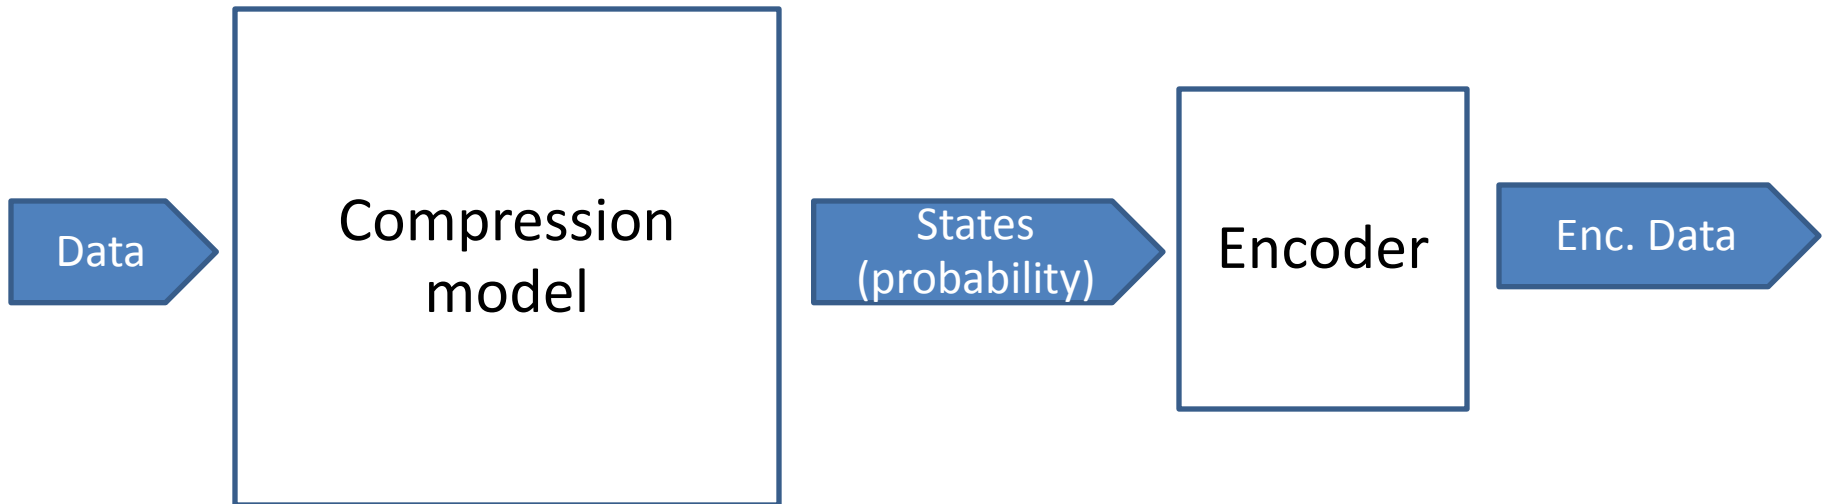 Data
Compression
model
States
(probability)
Encoder
Enc. Data